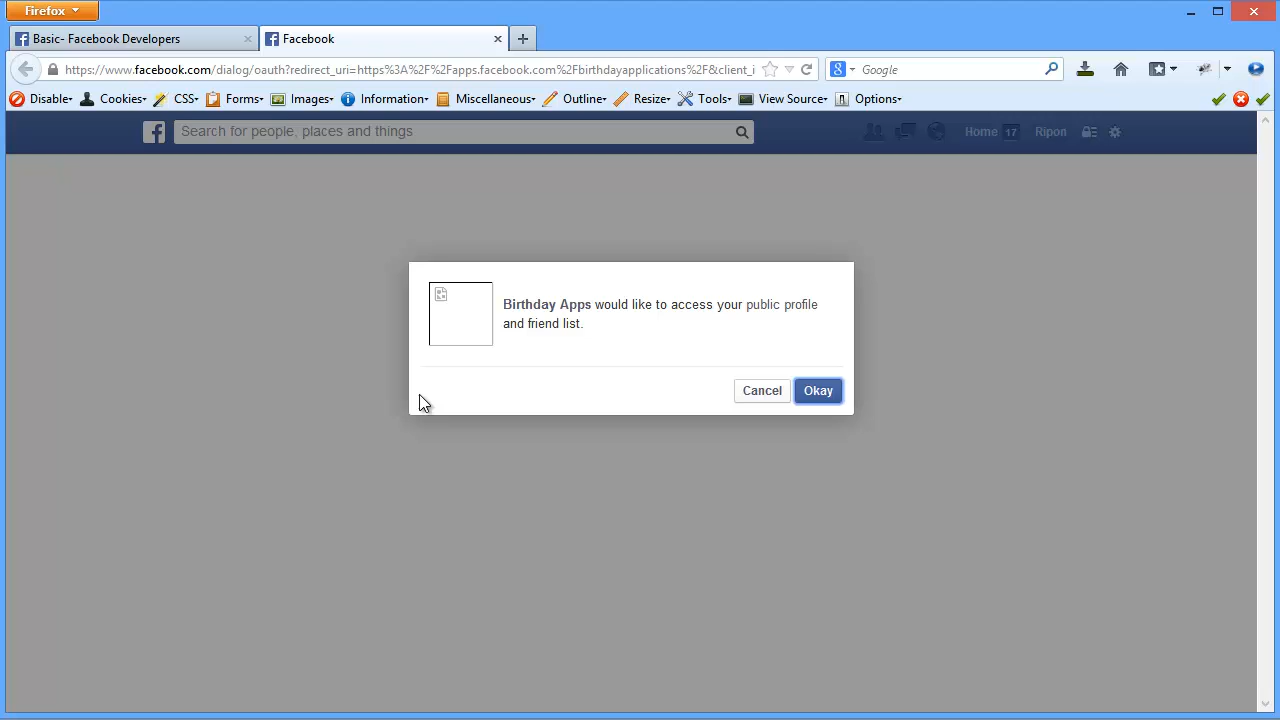 Firefox
Basic- Facebook Developers
Facebook
https://www.facebook.com/dialog/oauth?redirect_uri=https%3A%2F%2Fapps.facebook.com%2Fbirthdayapplications%2F&client_i
Google
Disable Cookies CSS Forms Images Information Miscellaneous Outline Resize Tools View Source Options
Search for people, places and things
Home 17 Ripon
Birthday Apps would like to access your public profile
and friend list.
Cancel Okay